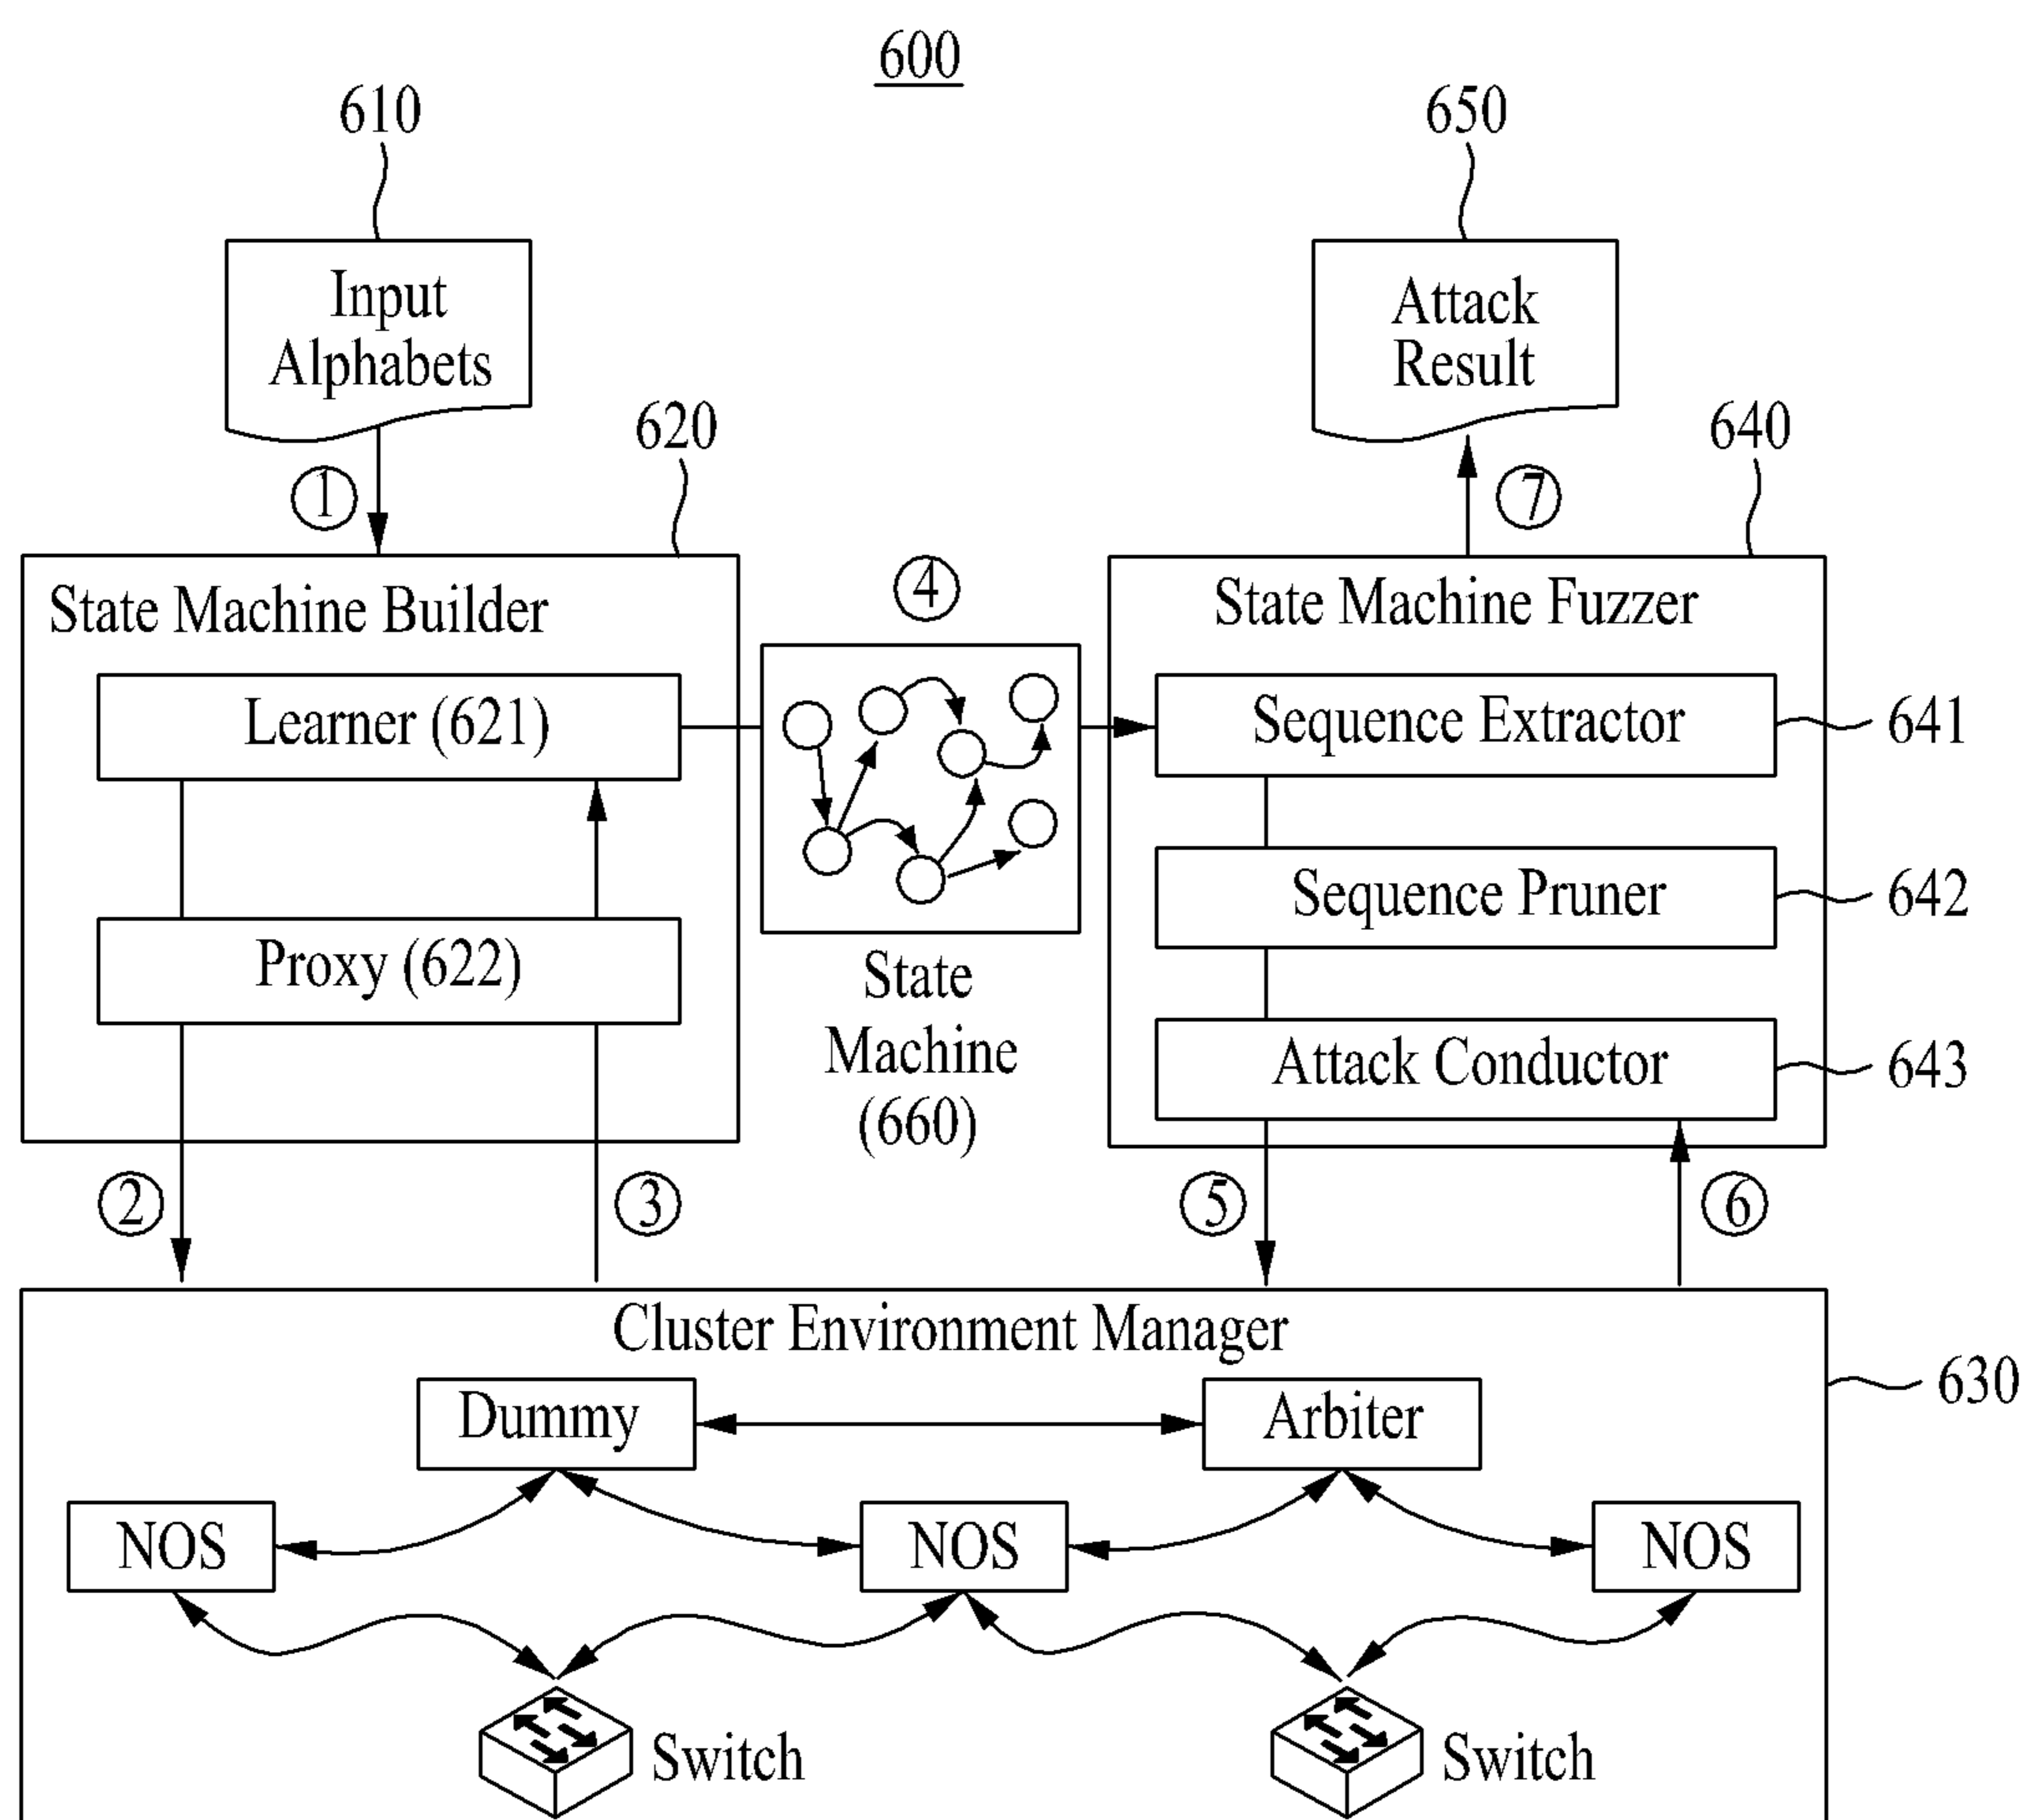 600
610
650
Input
Alphabets
Attack
Result
620
640
①
⑦
④
State Machine Builder
State Machine Fuzzer
Learner (621)
Sequence Extractor
641
Sequence Pruner
642
Proxy (622)
State
Machine
(660)
Attack Conductor
643
②
③
⑤
⑥
Cluster Environment Manager
630
Dummy
Arbiter
NOS
NOS
NOS
Switch
Switch